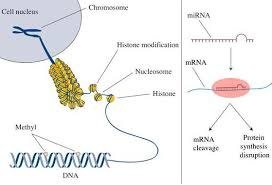 Cell nucleus
Chromosome
Histone modification
Nucleosome
Histone
Methyl
DNA
miRNA
mRNA
mRNA
cleavage
Protein
synthesis
disruption